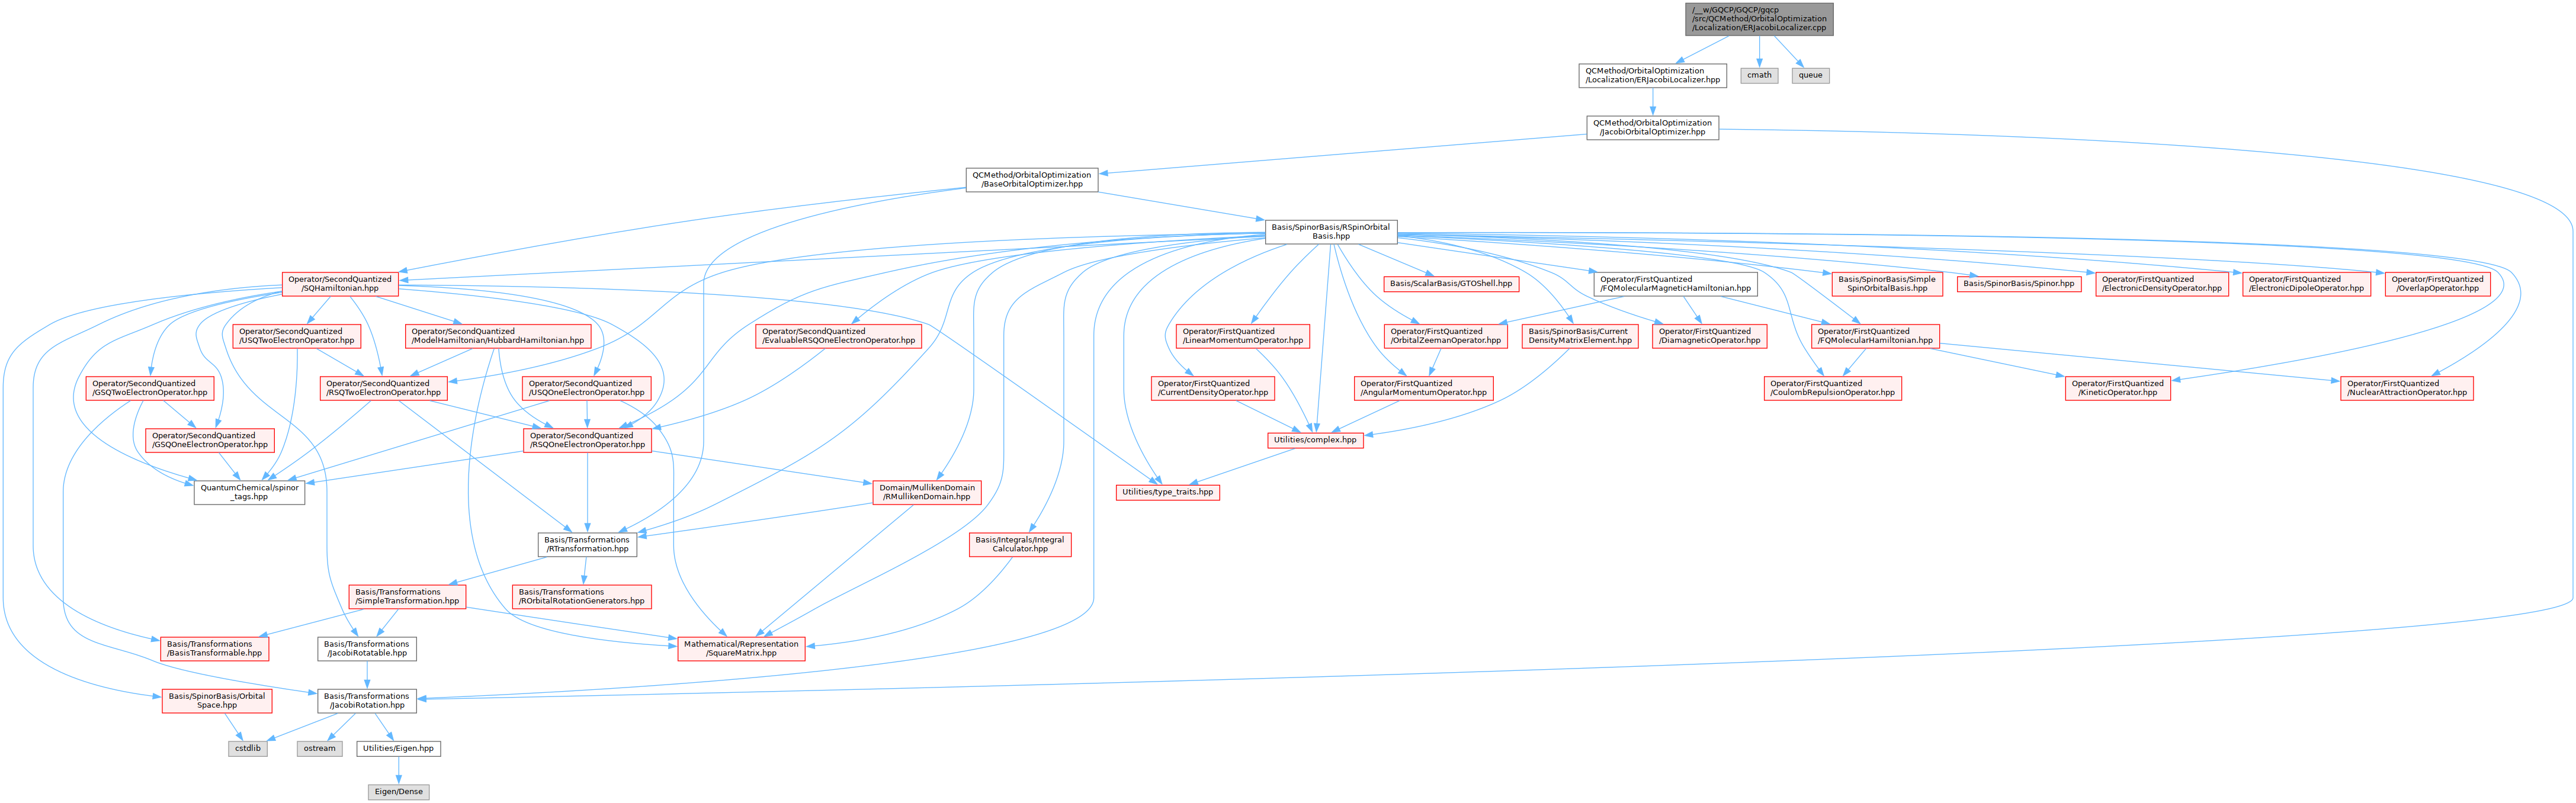 /__w/GQCP/GQCP/gqcp
/src/QCMethod/OrbitalOptimization
/Localization/ERJacobiLocalizer.cpp
QCMethod/OrbitalOptimization
/Localization/ERJacobiLocalizer.hpp
cmath
queue
QCMethod/OrbitalOptimization
/JacobiOrbitalOptimizer.hpp
QCMethod/OrbitalOptimization
/BaseOrbitalOptimizer.hpp
Basis/SpinorBasis/RSpinOrbital
Basis.hpp
Operator/SecondQuantized
/SQHamiltonian.hpp
Basis/ScalarBasis/GTOShell.hpp
Operator/FirstQuantized
/FQMolecularMagneticHamiltonian.hpp
Basis/SpinorBasis/Simple
SpinOrbitalBasis.hpp
Basis/SpinorBasis/Spinor.hpp
Operator/FirstQuantized
/ElectronicDensityOperator.hpp
Operator/FirstQuantized
/ElectronicDipoleOperator.hpp
Operator/FirstQuantized
/OverlapOperator.hpp
Operator/SecondQuantized
/USQTwoElectronOperator.hpp
Operator/SecondQuantized
/ModelHamiltonian/HubbardHamiltonian.hpp
Operator/SecondQuantized
/EvaluableRSQOneElectronOperator.hpp
Operator/FirstQuantized
/LinearMomentumOperator.hpp
Operator/FirstQuantized
/OrbitalZeemanOperator.hpp
Basis/SpinorBasis/Current
DensityMatrixElement.hpp
Operator/FirstQuantized
/DiamagneticOperator.hpp
Operator/FirstQuantized
/FQMolecularHamiltonian.hpp
Operator/SecondQuantized
/GSQTwoElectronOperator.hpp
Operator/SecondQuantized
/RSQTwoElectronOperator.hpp
Operator/SecondQuantized
/USQOneElectronOperator.hpp
Operator/FirstQuantized
/CurrentDensityOperator.hpp
Operator/FirstQuantized
/AngularMomentumOperator.hpp
Operator/FirstQuantized
/CoulombRepulsionOperator.hpp
Operator/FirstQuantized
/KineticOperator.hpp
Operator/FirstQuantized
/NuclearAttractionOperator.hpp
Operator/SecondQuantized
/GSQOneElectronOperator.hpp
Operator/SecondQuantized
/RSQOneElectronOperator.hpp
Utilities/complex.hpp
QuantumChemical/spinor
_tags.hpp
Domain/MullikenDomain
/RMullikenDomain.hpp
Utilities/type_traits.hpp
Basis/Transformations
/RTransformation.hpp
Basis/Integrals/Integral
Calculator.hpp
Basis/Transformations
/SimpleTransformation.hpp
Basis/Transformations
/ROrbitalRotationGenerators.hpp
Basis/Transformations
/BasisTransformable.hpp
Basis/Transformations
/JacobiRotatable.hpp
Mathematical/Representation
/SquareMatrix.hpp
Basis/SpinorBasis/Orbital
Space.hpp
Basis/Transformations
/JacobiRotation.hpp
cstdlib
ostream
Utilities/Eigen.hpp
Eigen/Dense